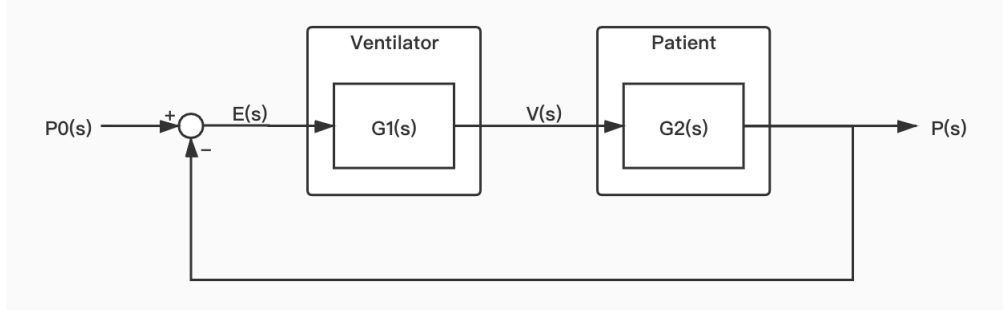 Ventilator
Patient
P0(s)
+
E(s)
G1(s)
V(s)
G2(s)
P(s)
−